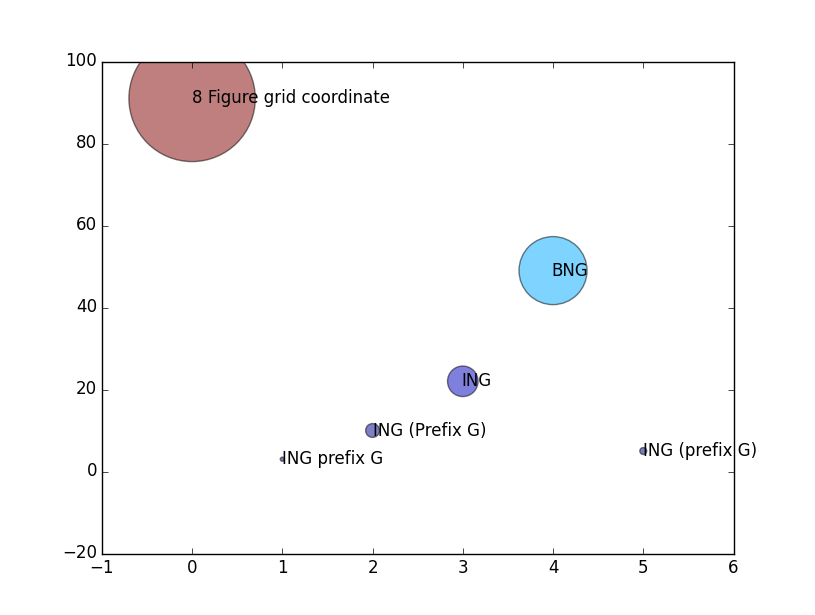 100
8 Figure grid coordinate
80
60
BNG
40
ING
20
ING (Prefix G)
ING (prefix G)
ING prefix G
0
−20
−1 0 1 2 3 4 5 6